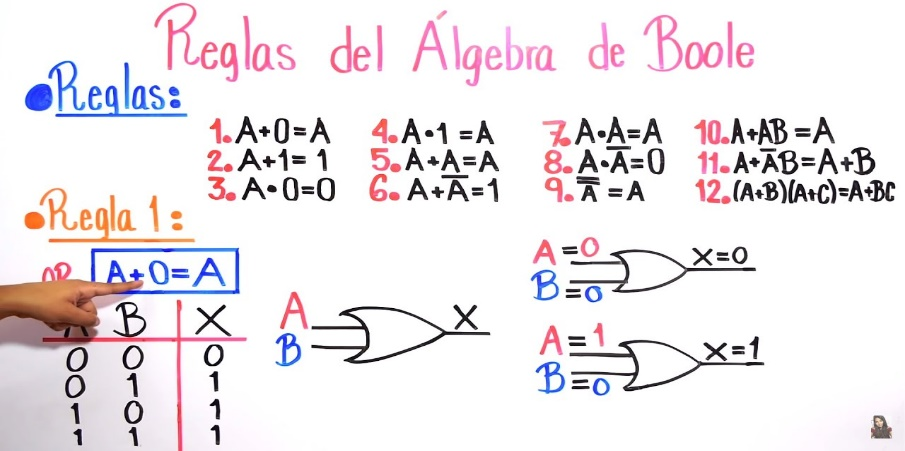 Reglas del Álgebra de Boole
Reglas:
1. A+0=A
2. A+1=1
3. A•0=0
4. A•1=A
5. A+A=A
6. A+A̅=1
7. A•A=A
8. A•A̅=0
9. A̿=A
10. A+AB=A
11. A+A̅B=A+B
12. (A+B)(A+C)=A+BC
Regla 1:
OR
A+0=A
A B X
0 0 0
0 1 1
1 0 1
1 1 1
A
B
X
A=0
B=0
X=0
A=1
B=0
X=1